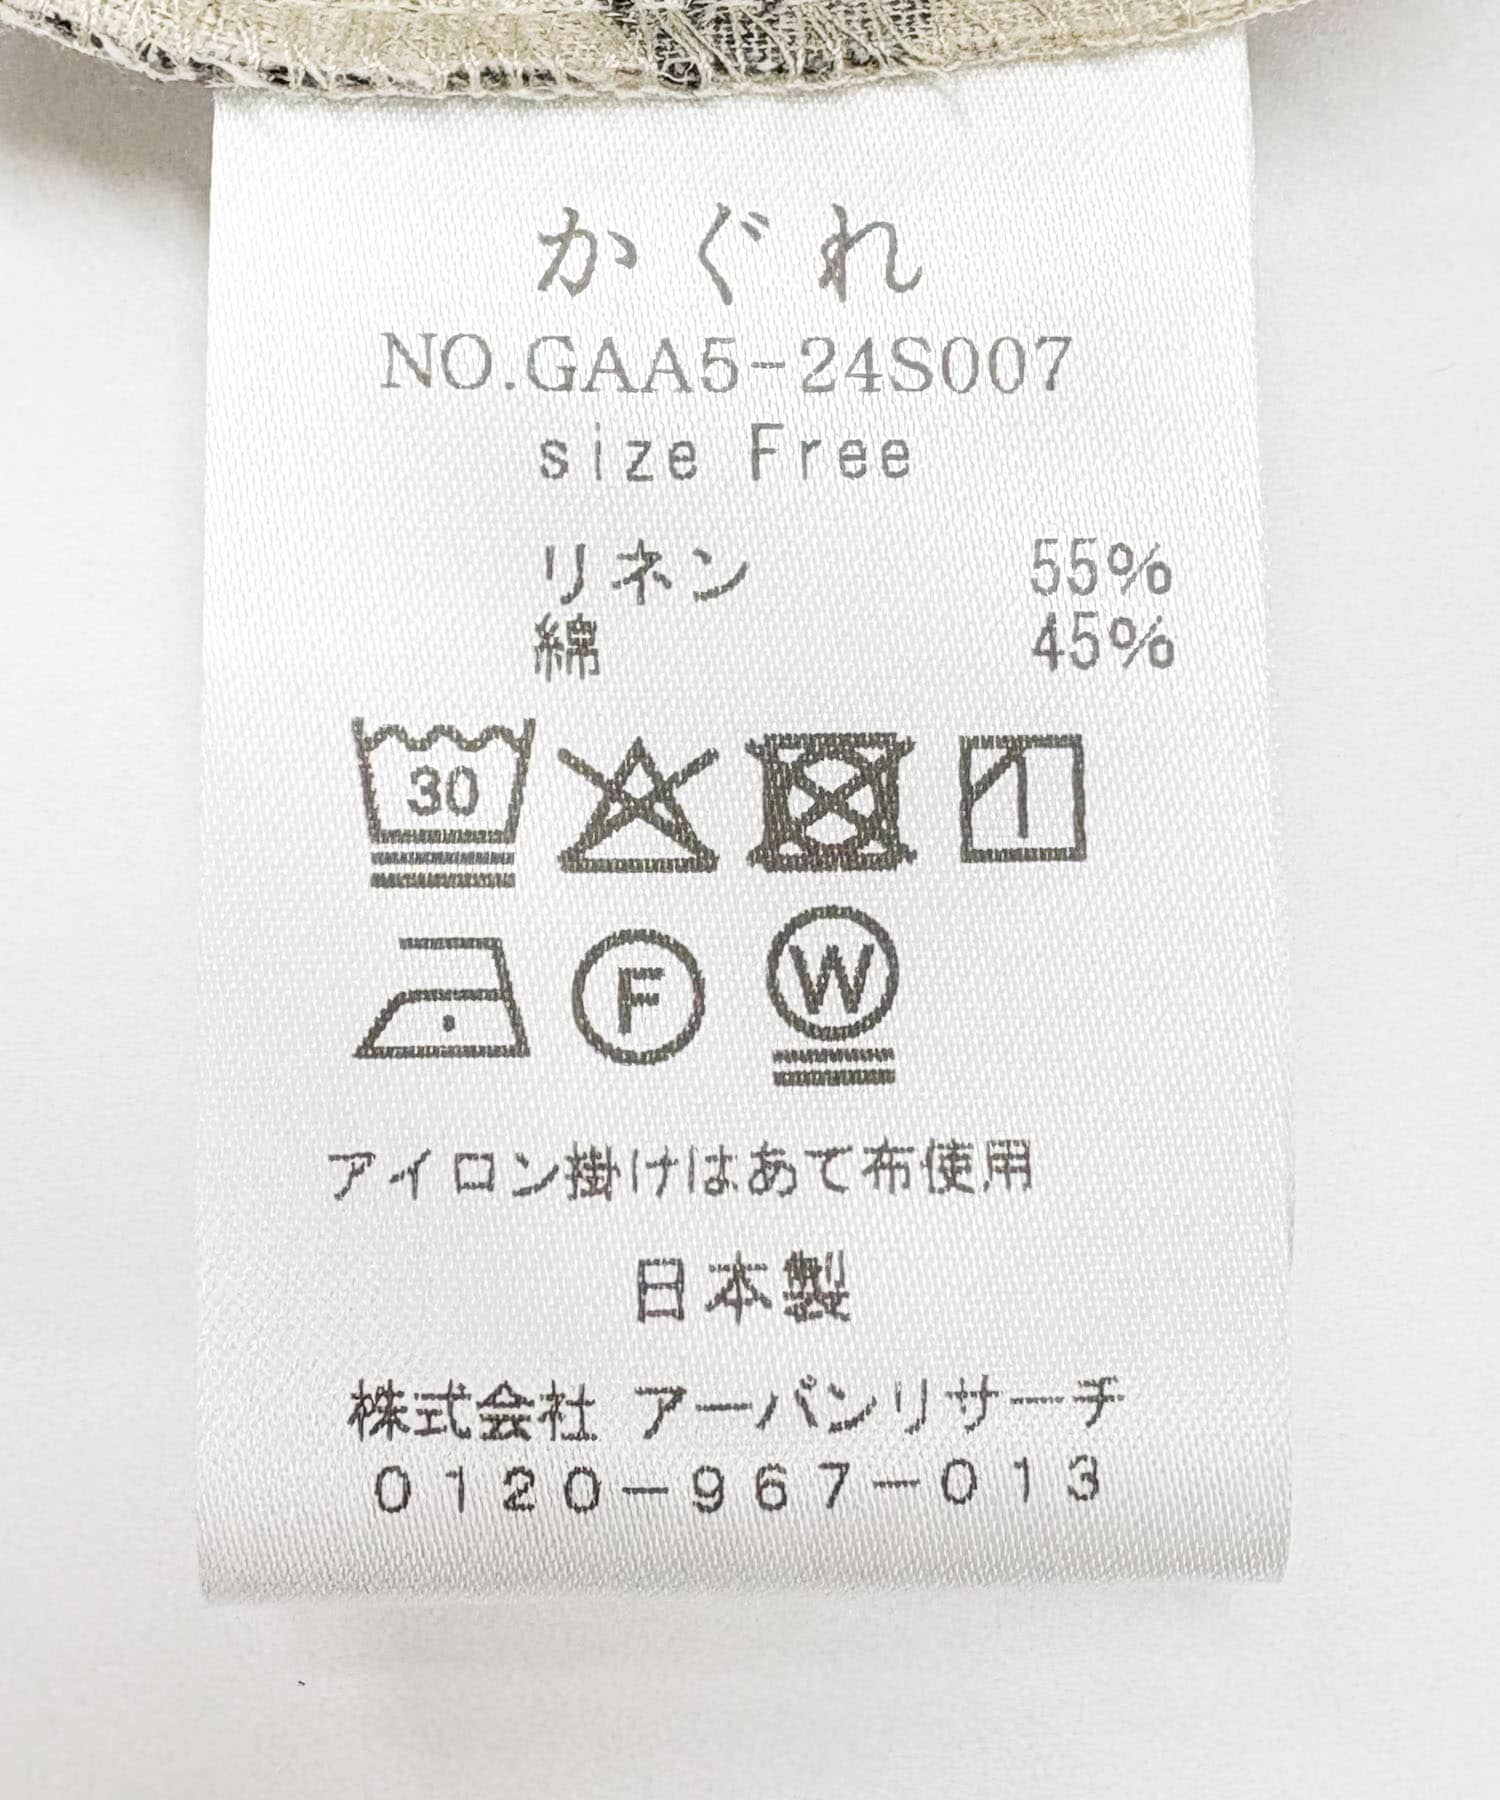 かぐれ
NO.GAA5-24S007
size Free
リネン 55%
綿 45%
30
F W
アイロン掛けはあて布使用
日本製
株式会社 アーバンリサーチ
0120-967-013